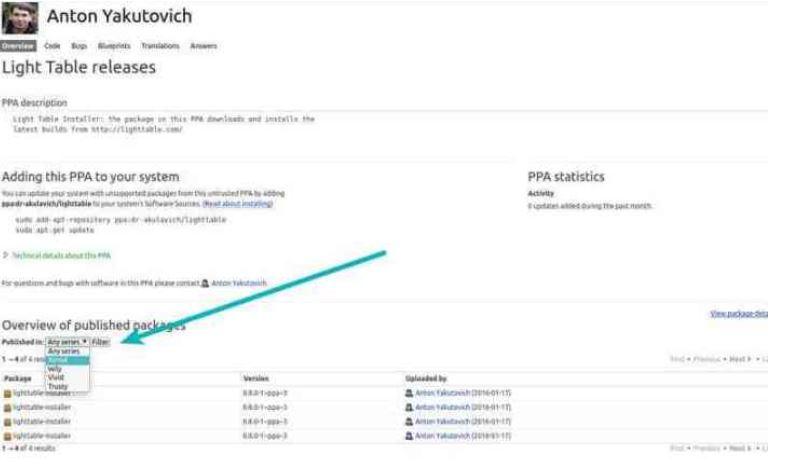 Anton Yakutovich
Overview Code Bugs Blueprints Translations Answers
Light Table releases
PPA description
Light Table Installer: the package in this PPA downloads and installs the
latest builds from http://lighttable.com/
Adding this PPA to your system
You can update your system with unsupported packages from this untrusted PPA by adding
ppa:dr-akulavich/lighttable to your system's Software Sources. (Read about installing)
sudo add-apt-repository ppa:dr-akulavich/lighttable
sudo apt-get update
Technical details about this PPA
For questions and bugs with software in this PPA please contact Anton Yakutovich.
PPA statistics
Activity
0 updates added during the past month.
View package deta
Overview of published packages
Published in: Any series Filter
Any series
Xenial
Wily
Vivid
Trusty
1 → 4 of 4 resu First • Previous • Next • L
Package Version Uploaded by
lighttable-installer 0.8.0-1~ppa~3 Anton Yakutovich (2016-01-17)
lighttable-installer 0.8.0-1~ppa~3 Anton Yakutovich (2016-01-17)
lighttable-installer 0.8.0-1~ppa~3 Anton Yakutovich (2016-01-17)
lighttable-installer 0.8.0-1~ppa~3 Anton Yakutovich (2016-01-17)
1 → 4 of 4 results First • Previous • Next • L